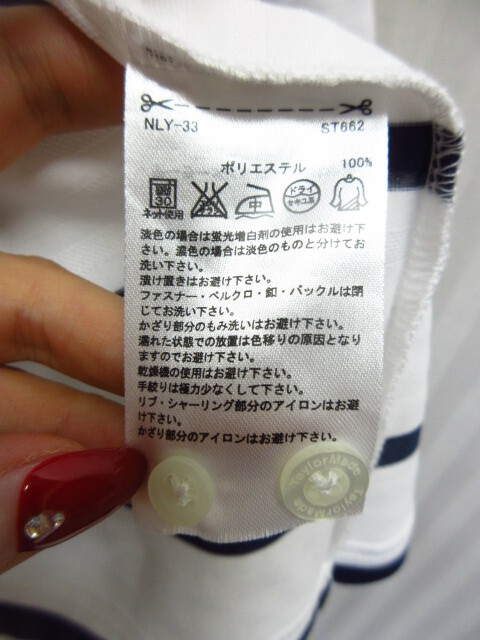 NLY-33 ST662
ポリエステル 100%
30
ネット使用
中
ドライ
セキユ系
淡色の場合は蛍光増白剤の使用はお避け下
さい。濃色の場合は淡色のものと分けてお
洗い下さい。
漬け置きはお避け下さい。
ファスナー・ベルクロ・釦・バックルは閉
じてお洗い下さい。
かざり部分のもみ洗いはお避け下さい。
濡れた状態での放置は色移りの原因となり
ますのでお避け下さい。
乾燥機の使用はお避け下さい。
手絞りは極力少なくして下さい。
リブ・シャーリング部分のアイロンはお避
け下さい。
かざり部分のアイロンはお避け下さい。
TaylorMade
TaylorMade